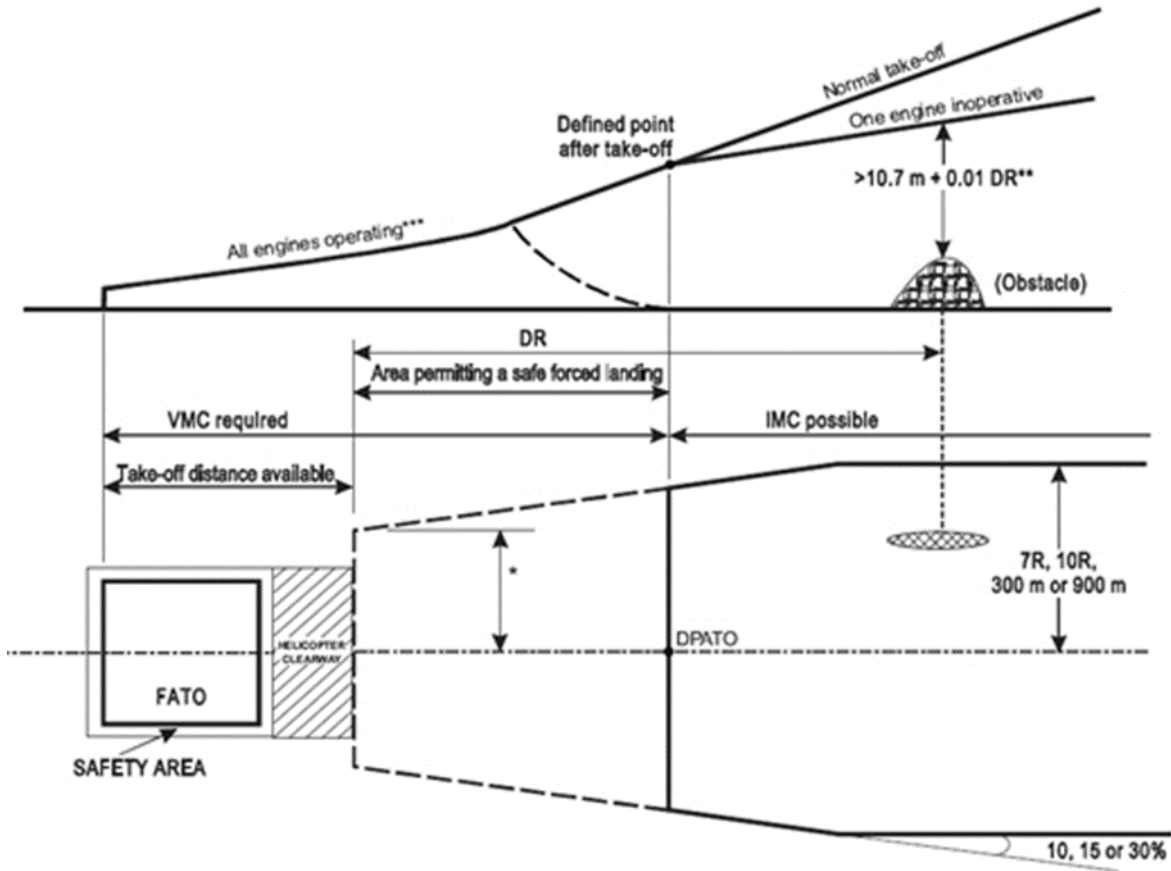 Normal take-off
One engine inoperative
Defined point
after take-off
>10.7 m + 0.01 DR**
All engines operating***
(Obstacle)
DR
Area permitting a safe forced landing
VMC required
IMC possible
Take-off distance available
*
7R, 10R,
300 m or 900 m
DPATO
HELICOPTER
CLEARWAY
FATO
SAFETY AREA
10, 15 or 30%